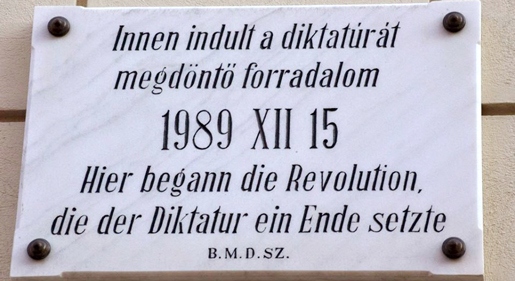 Innen indult a diktatúrát
megdöntő forradalom
1989 XII 15
Hier begann die Revolution,
die der Diktatur ein Ende setzte
B.M.D.SZ.